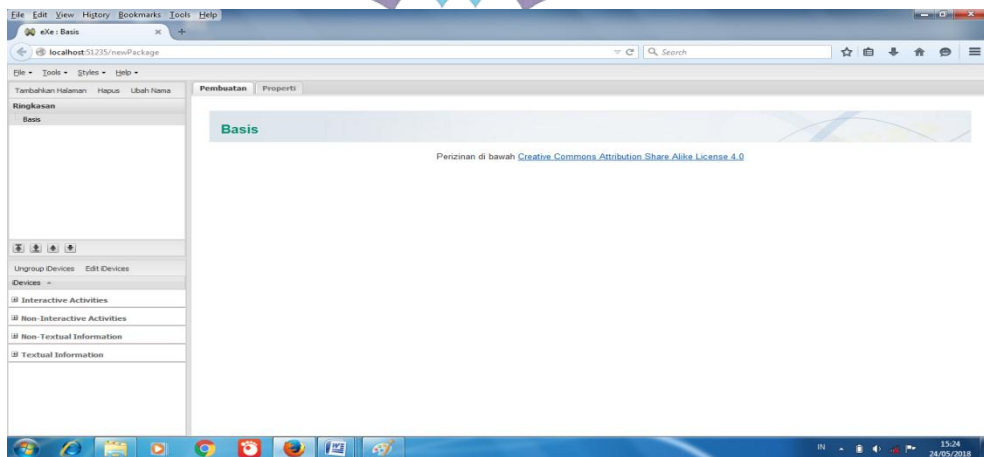 File Edit View History Bookmarks Tools Help
eXe : Basis
localhost:51235/newPackage
Search
File Tools Styles Help
Tambahkan Halaman Hapus Ubah Nama
Pembuatan Properti
Ringkasan
Basis
Basis
Perizinan di bawah Creative Commons Attribution Share Alike License 4.0
Ungroup iDevices Edit iDevices
iDevices
Interactive Activities
Non-Interactive Activities
Non-Textual Information
Textual Information
IN
15:24
24/05/2018